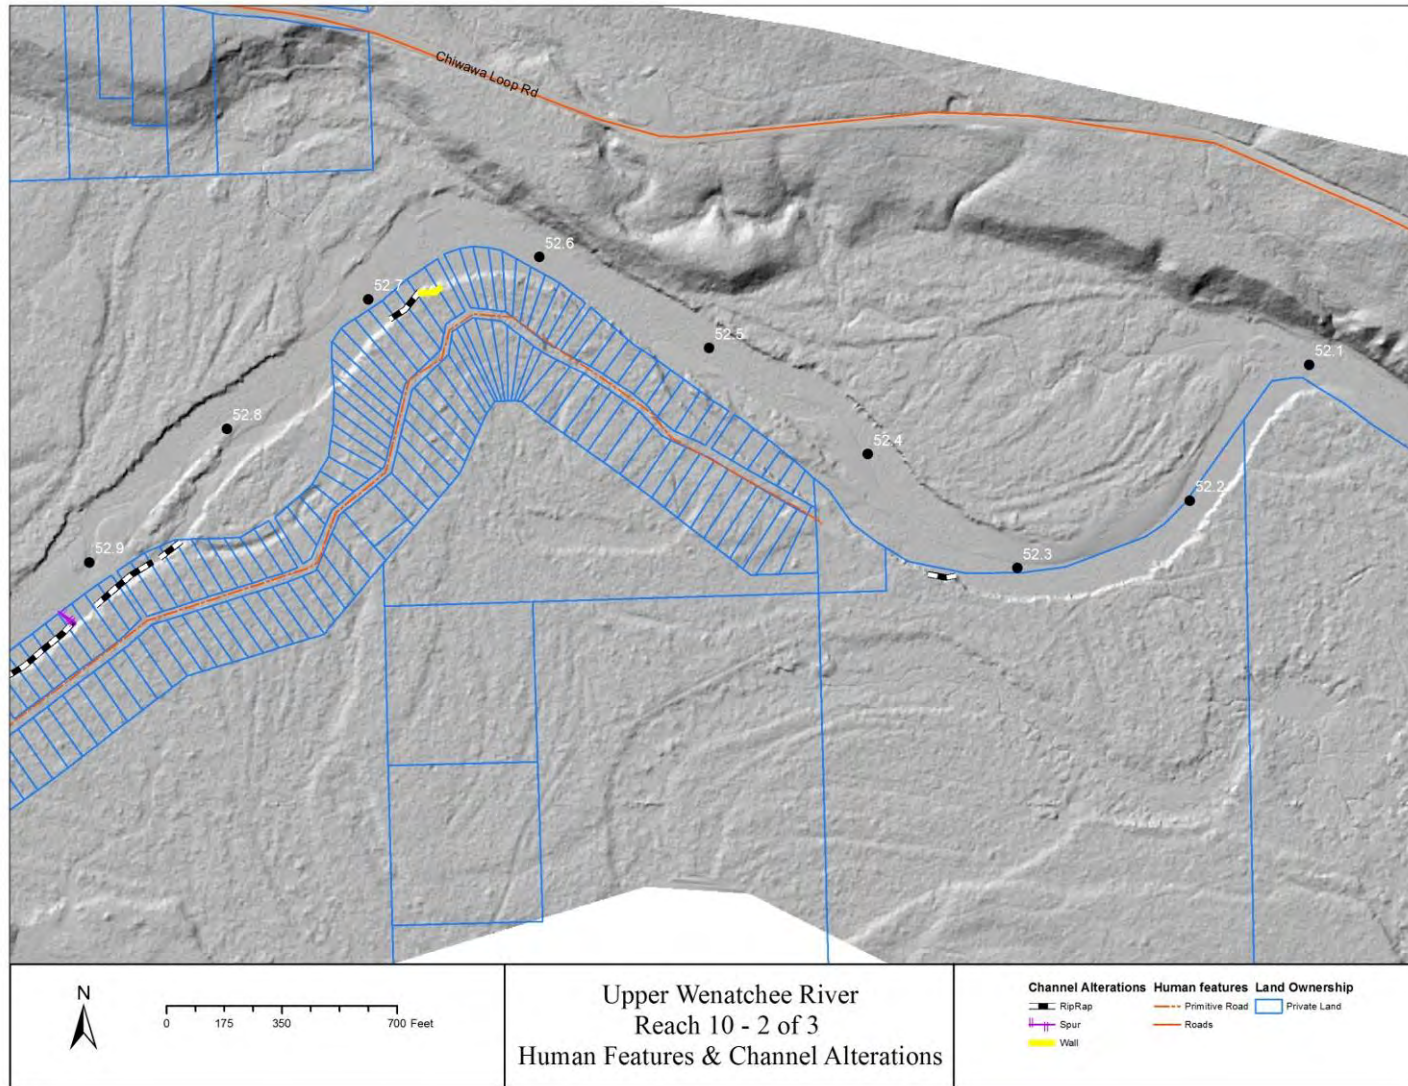 Chiwawa Loop Rd
52.6
52.7
52.5
52.1
52.8
52.4
52.2
52.9
52.3
N
0 175 350 700 Feet
Upper Wenatchee River
Reach 10 - 2 of 3
Human Features & Channel Alterations
Channel Alterations Human features Land Ownership
RipRap Primitive Road Private Land
Spur Roads
Wall